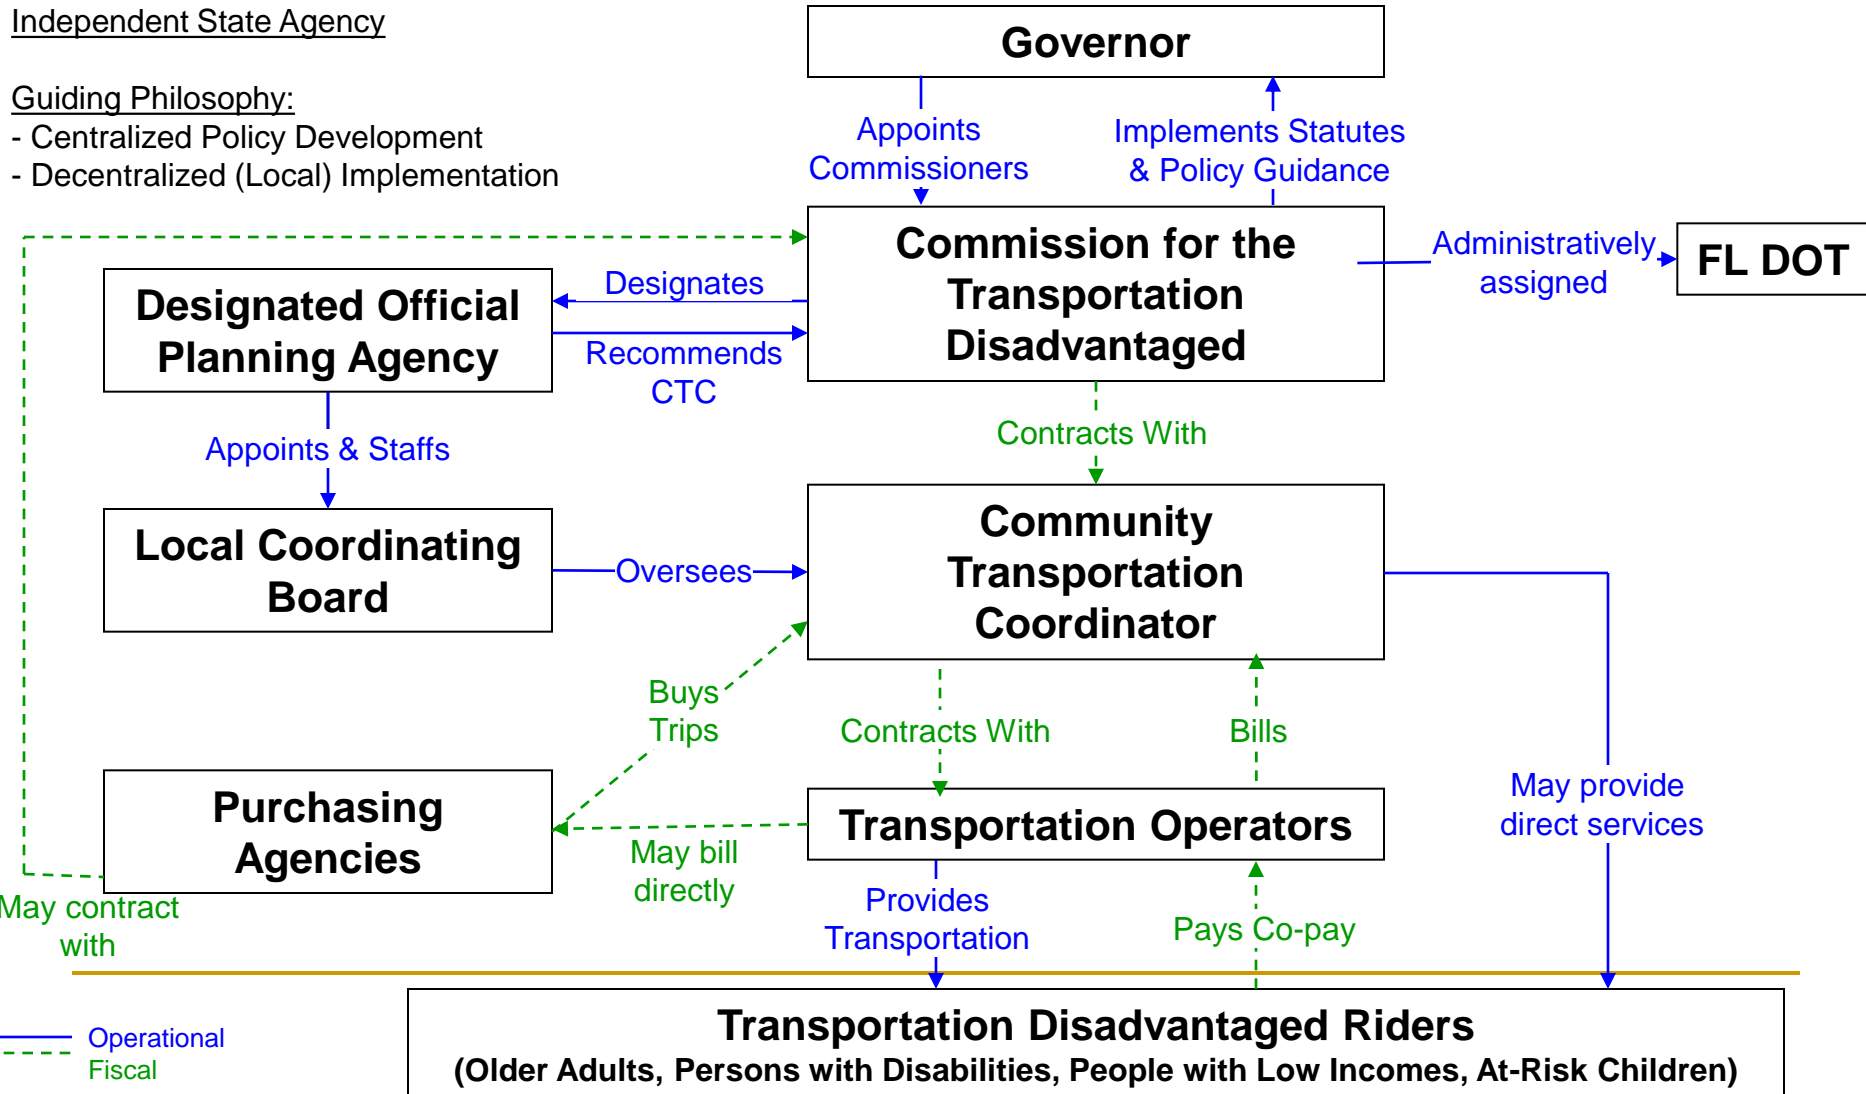 Independent State Agency
Guiding Philosophy:
- Centralized Policy Development
- Decentralized (Local) Implementation
Governor
Appoints
Commissioners
Implements Statutes
& Policy Guidance
Commission for the
Transportation
Disadvantaged
Administratively
assigned
FL DOT
Designates
Designated Official
Planning Agency
Recommends
CTC
Contracts With
Appoints & Staffs
Local Coordinating
Board
Oversees
Community
Transportation
Coordinator
Buys
Trips
Contracts With
Bills
May provide
direct services
Purchasing
Agencies
Transportation Operators
May bill
directly
May contract
with
Provides
Transportation
Pays Co-pay
Operational
Fiscal
Transportation Disadvantaged Riders
(Older Adults, Persons with Disabilities, People with Low Incomes, At-Risk Children)